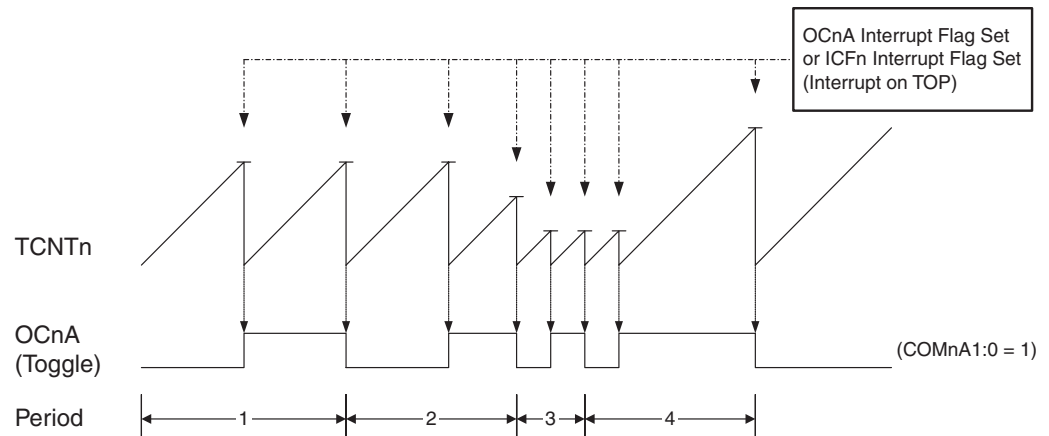 OCnA Interrupt Flag Set
or ICFn Interrupt Flag Set
(Interrupt on TOP)
TCNTn
OCnA
(Toggle)
(COMnA1:0 = 1)
Period
1
2
3
4